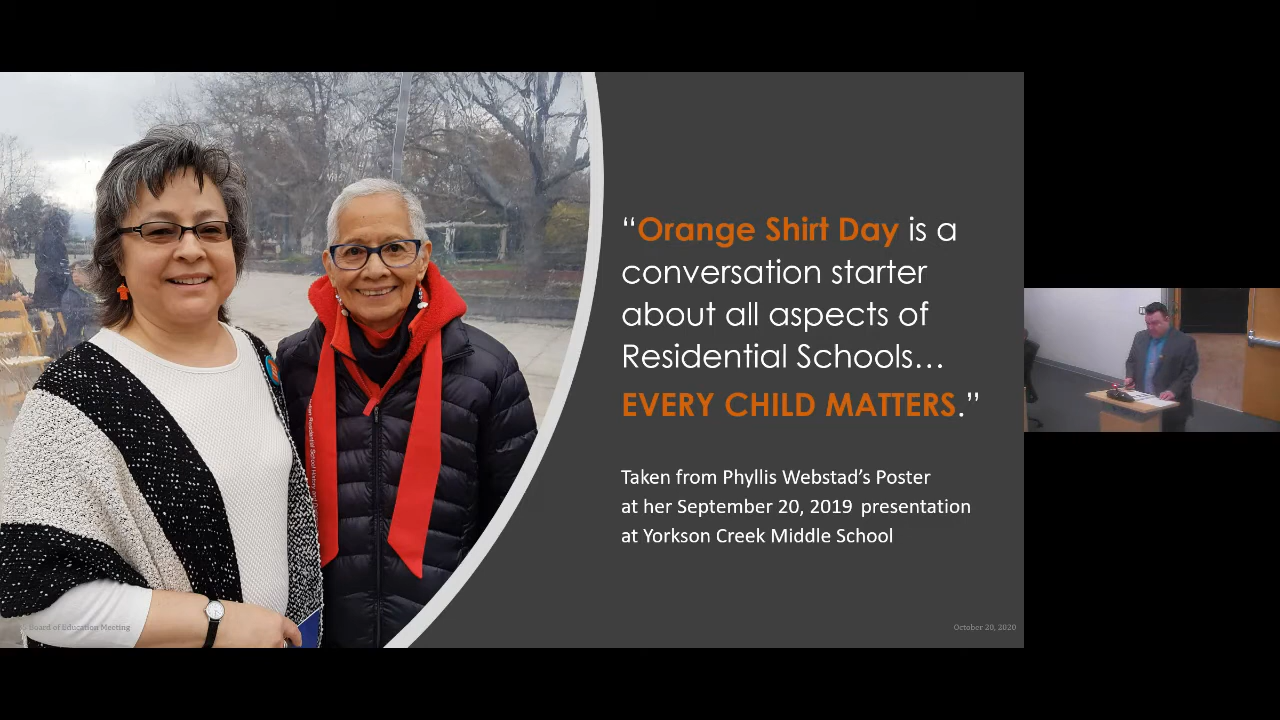 “Orange Shirt Day is a
conversation starter
about all aspects of
Residential Schools…
EVERY CHILD MATTERS.”
Taken from Phyllis Webstad’s Poster
at her September 20, 2019 presentation
at Yorkson Creek Middle School
Board of Education Meeting
October 20, 2020